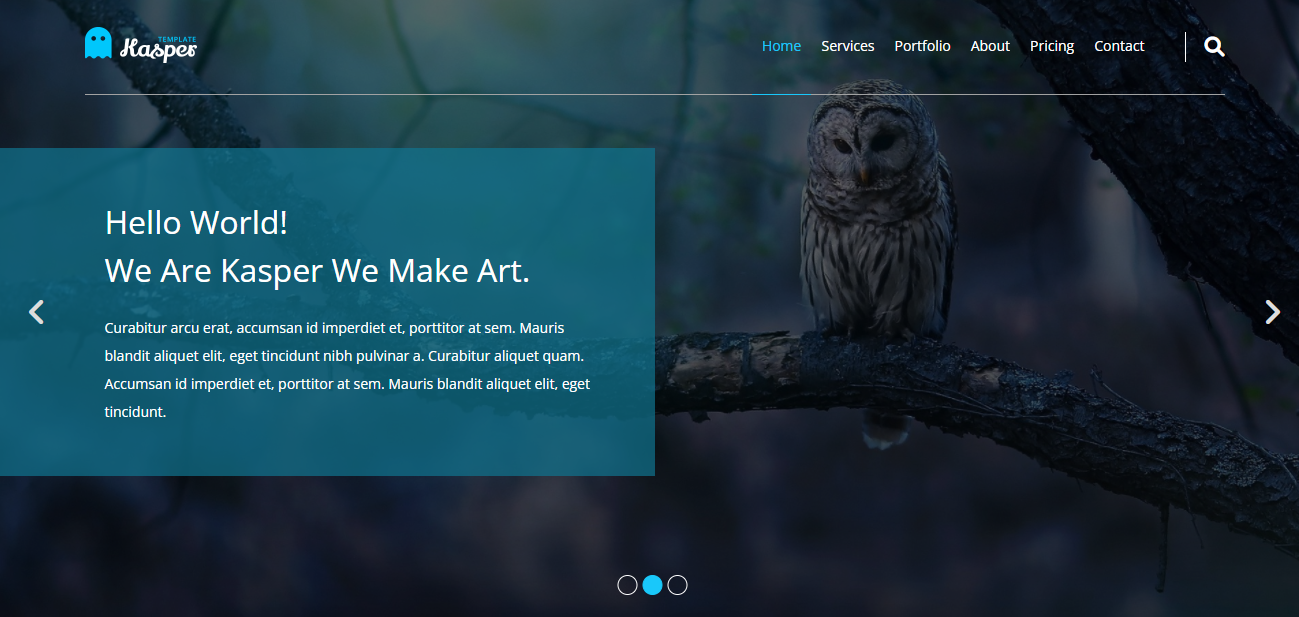 TEMPLATE
Kasper
Home Services Portfolio About Pricing Contact
Hello World!
We Are Kasper We Make Art.
Curabitur arcu erat, accumsan id imperdiet et, porttitor at sem. Mauris
blandit aliquet elit, eget tincidunt nibh pulvinar a. Curabitur aliquet quam.
Accumsan id imperdiet et, porttitor at sem. Mauris blandit aliquet elit, eget
tincidunt.